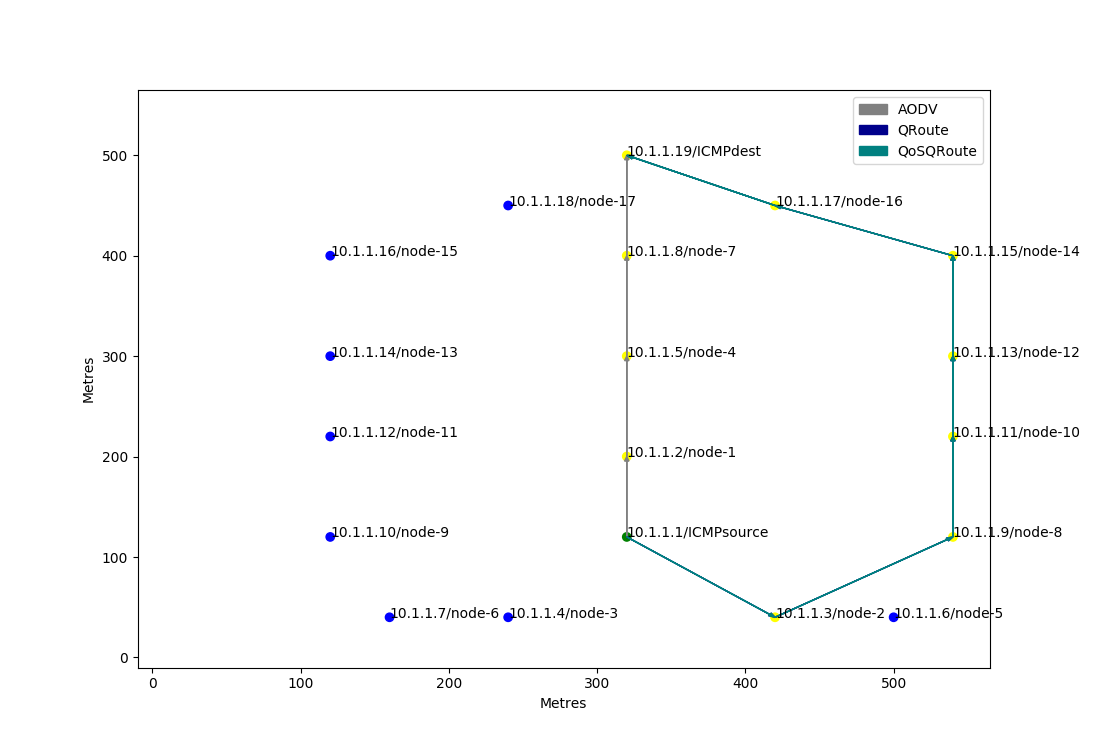 AODV
QRoute
QoSQRoute
500
10.1.1.19/ICMPdest
10.1.1.18/node-17
10.1.1.17/node-16
400
10.1.1.16/node-15
10.1.1.8/node-7
10.1.1.15/node-14
300
10.1.1.14/node-13
10.1.1.5/node-4
10.1.1.13/node-12
Metres
10.1.1.12/node-11
10.1.1.11/node-10
200
10.1.1.2/node-1
10.1.1.10/node-9
10.1.1.1/ICMPsource
10.1.1.9/node-8
100
10.1.1.7/node-6
10.1.1.4/node-3
10.1.1.3/node-2
10.1.1.6/node-5
0
0
100
200
300
400
500
Metres